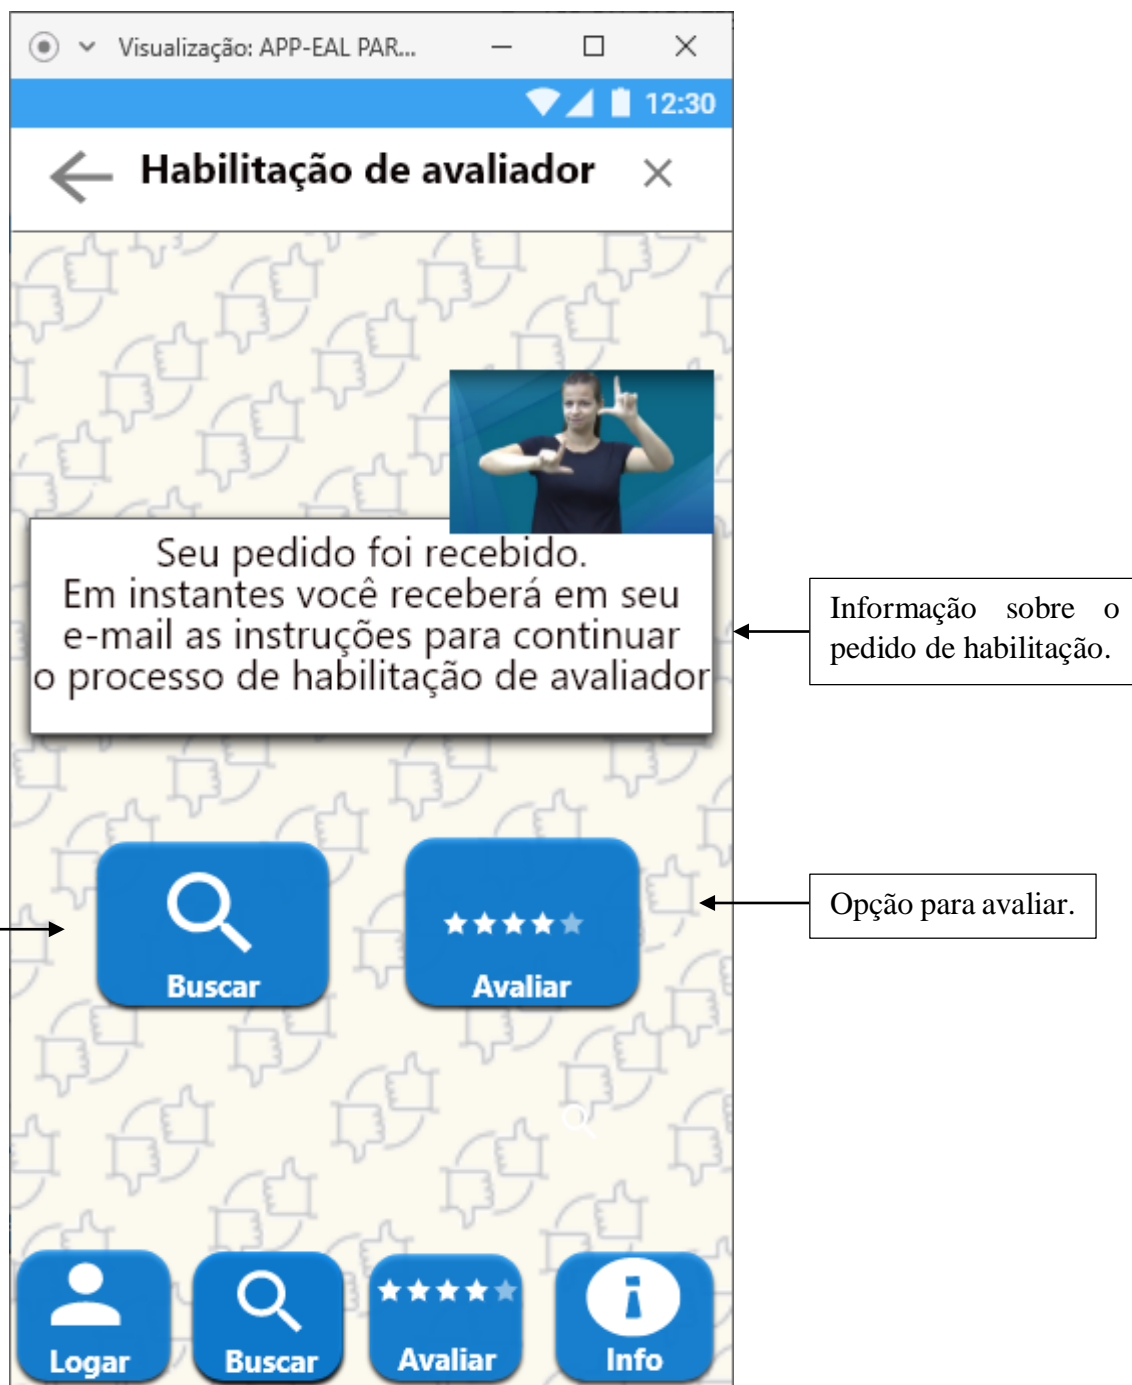 Visualização: APP-EAL PAR...
12:30
Habilitação de avaliador
Seu pedido foi recebido.
Em instantes você receberá em seu
e-mail as instruções para continuar
o processo de habilitação de avaliador
Informação sobre o
pedido de habilitação.
Buscar
Avaliar
Opção para avaliar.
Logar
Buscar
Avaliar
Info